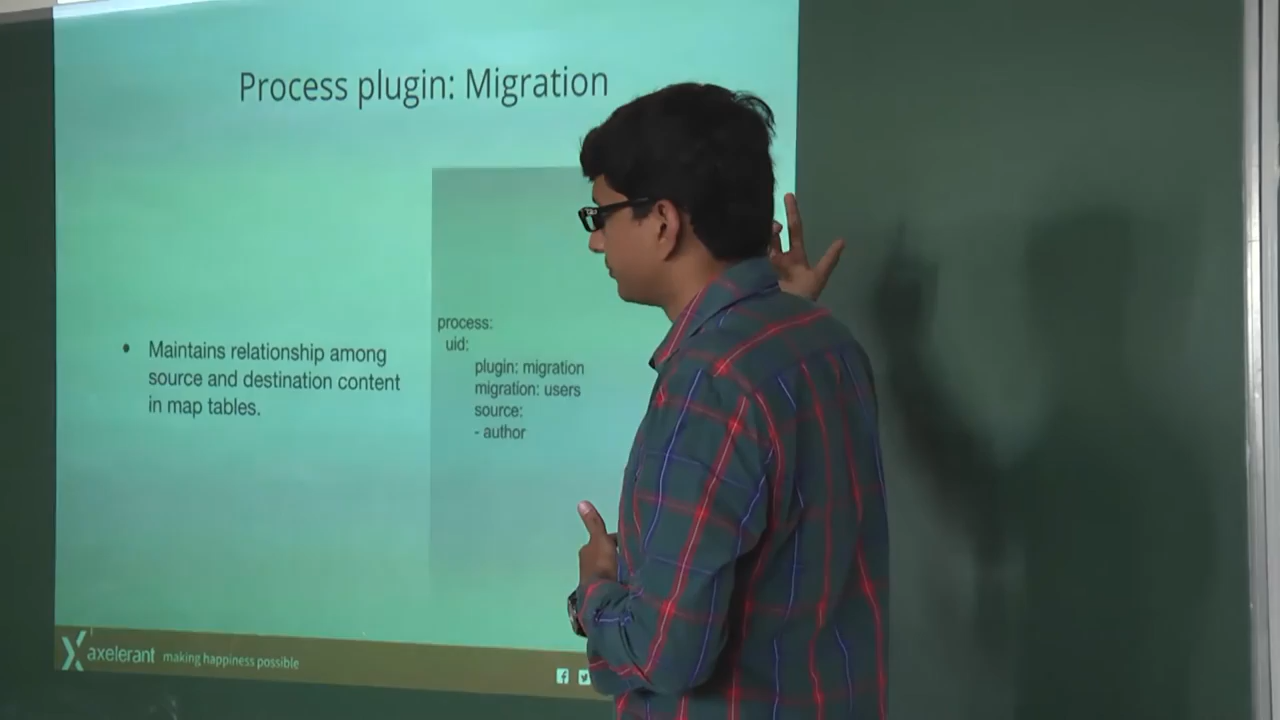 Process plugin: Migration
• Maintains relationship among
source and destination content
in map tables.
process:
uid:
plugin: migration
migration: users
source:
- author
axelerant making happiness possible